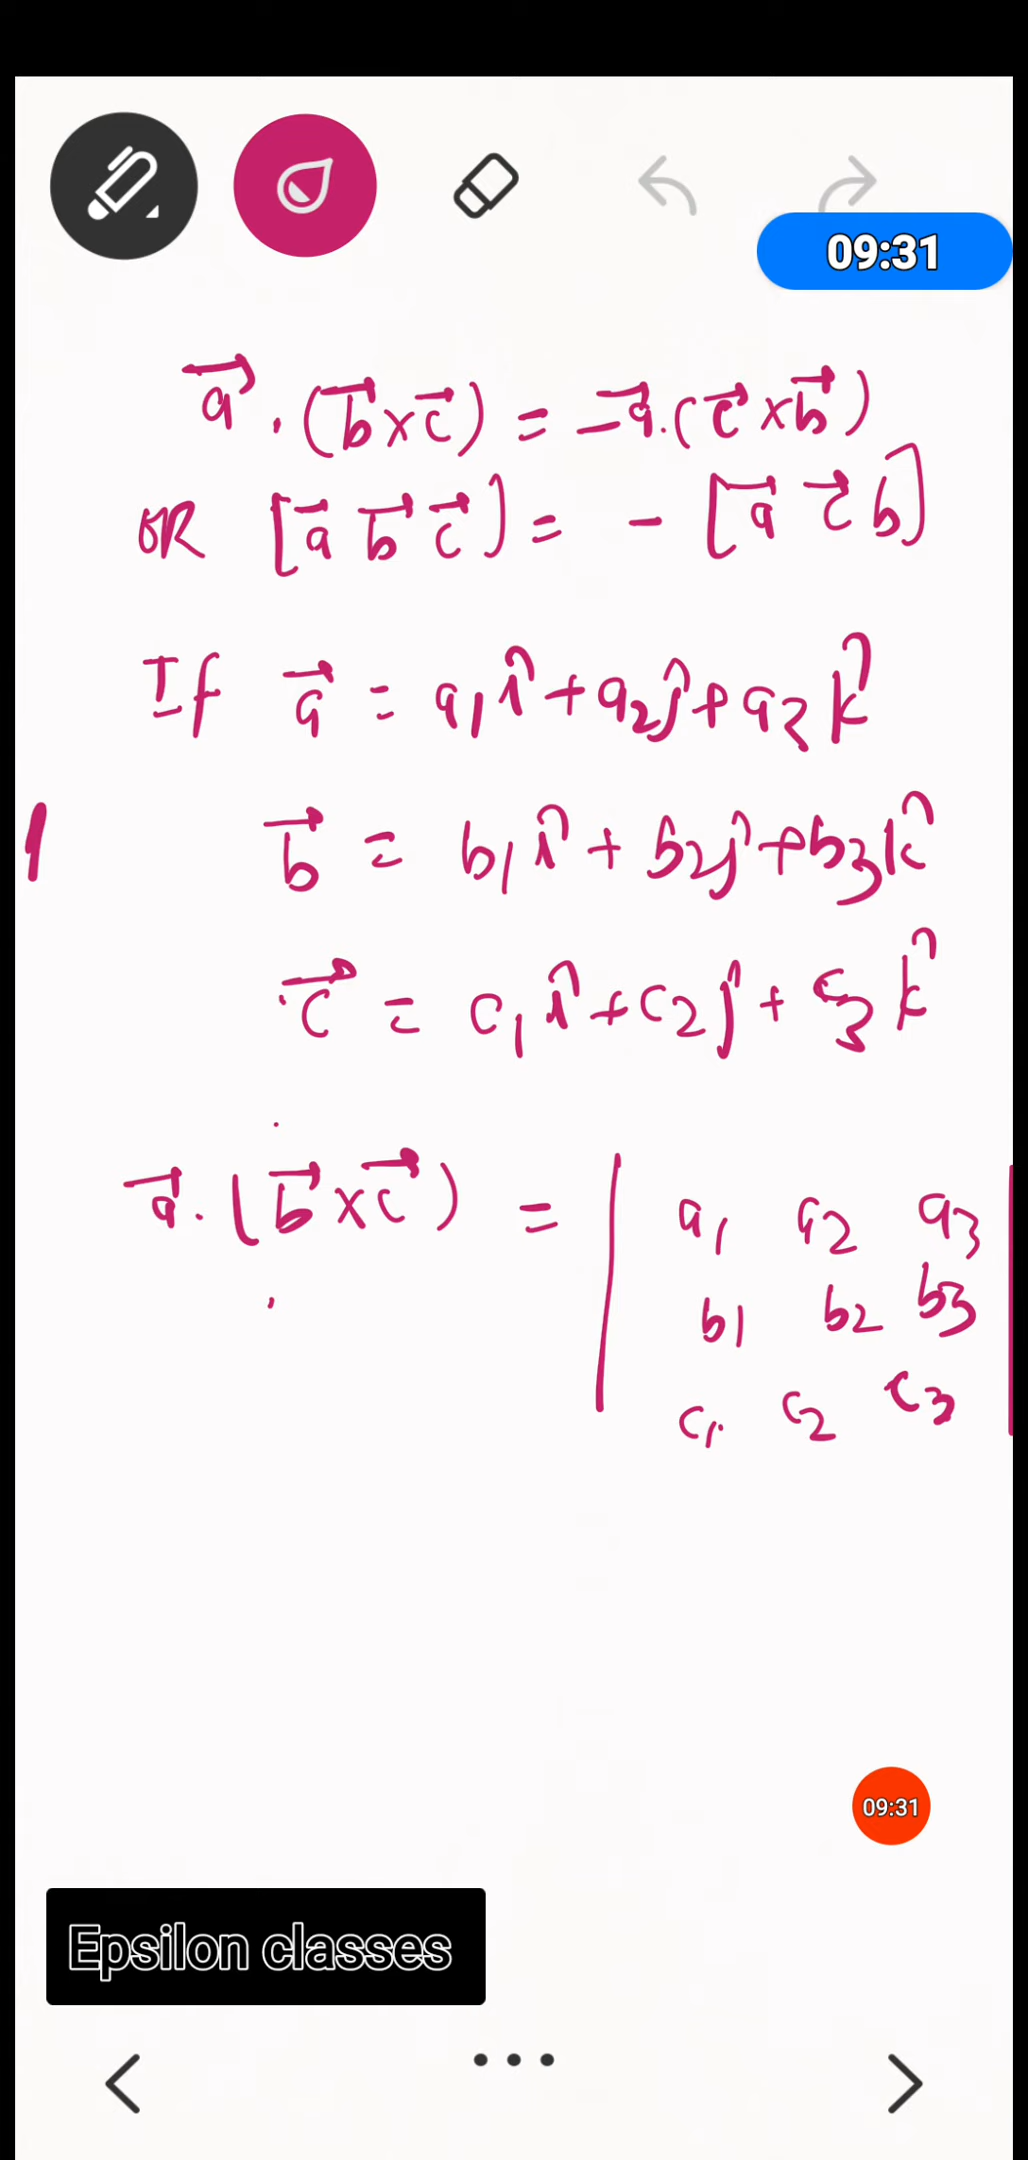 09:31
a⃗ . (b⃗ × c⃗) = -a⃗ . (c⃗ × b⃗)
OR [a⃗ b⃗ c⃗] = - [a⃗ c⃗ b]
If a⃗ = a₁î + a₂ĵ + a₃k̂
b⃗ = b₁î + b₂ĵ + b₃k̂
c⃗ = c₁î + c₂ĵ + c₃k̂
a⃗ . (b⃗ × c⃗) = | a₁ a₂ a₃ |
b₁ b₂ b₃
c₁ c₂ c₃
09:31
Epsilon classes